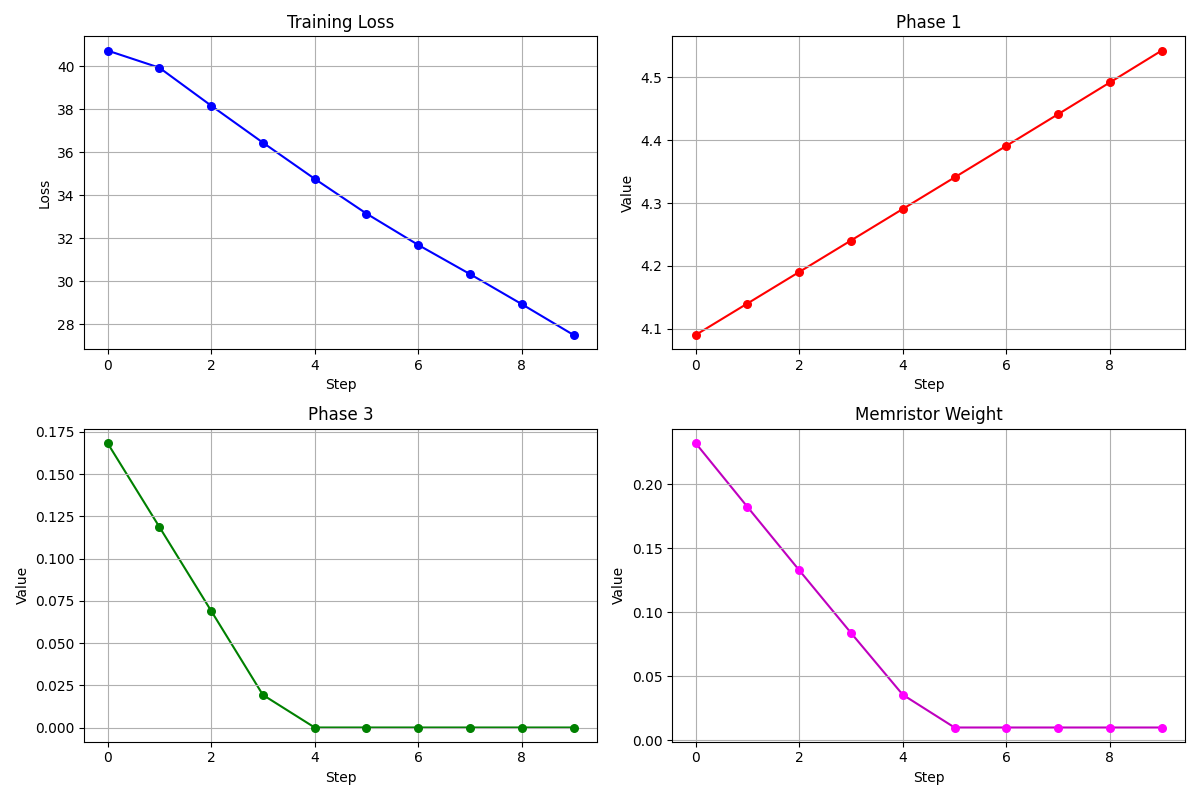 Training Loss
40
38
36
34
32
30
28
Loss
0 2 4 6 8
Step
Phase 1
4.5
4.4
4.3
4.2
4.1
Value
0 2 4 6 8
Step
Phase 3
0.175
0.150
0.125
0.100
0.075
0.050
0.025
0.000
Value
0 2 4 6 8
Step
Memristor Weight
0.20
0.15
0.10
0.05
0.00
Value
0 2 4 6 8
Step